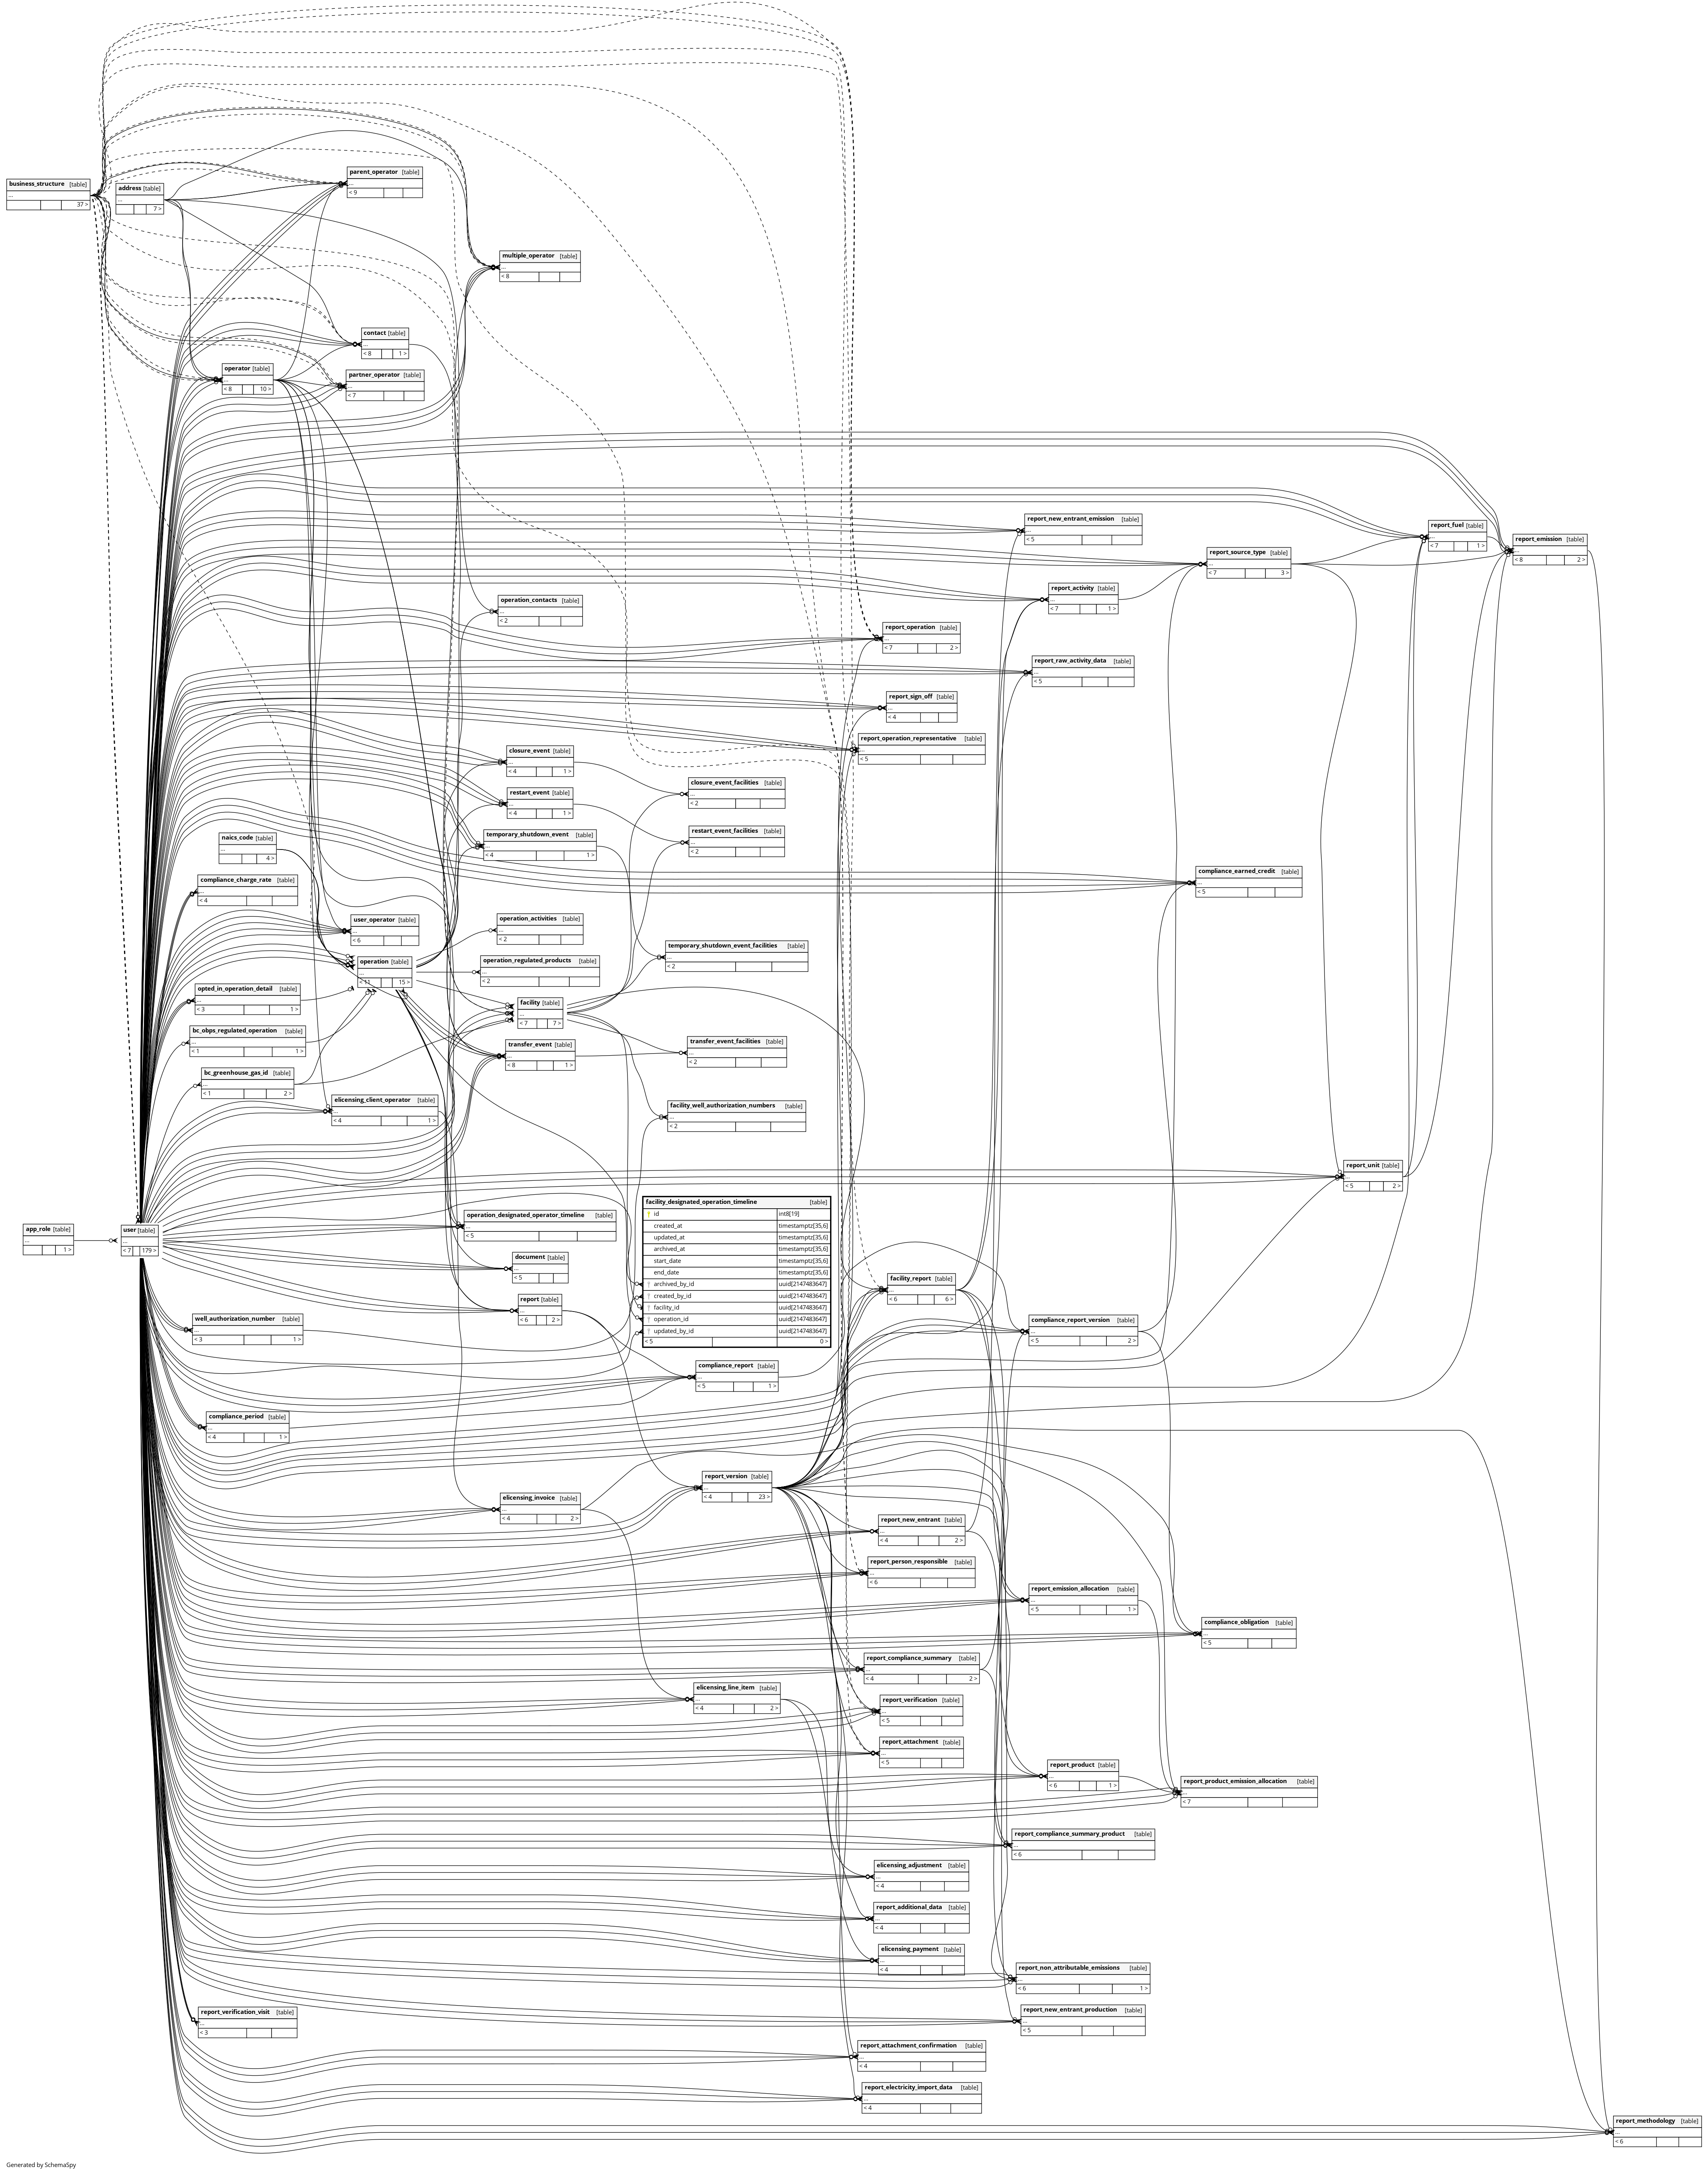 business_structure [table]
...
37 >
address [table]
...
7 >
parent_operator [table]
...
< 9
multiple_operator [table]
...
< 8
contact [table]
...
< 8 1 >
operator [table]
...
< 8 10 >
partner_operator [table]
...
< 7
report_new_entrant_emission [table]
...
< 5
report_fuel [table]
...
< 7 1 >
report_emission [table]
...
< 8 2 >
report_source_type [table]
...
< 7 3 >
report_activity [table]
...
< 7 1 >
operation_contacts [table]
...
< 2
report_operation [table]
...
< 7 2 >
report_raw_activity_data [table]
...
< 5
report_sign_off [table]
...
< 4
report_operation_representative [table]
...
< 5
closure_event [table]
...
< 4 1 >
closure_event_facilities [table]
...
< 2
restart_event [table]
...
< 4 1 >
restart_event_facilities [table]
...
< 2
temporary_shutdown_event [table]
...
< 4 1 >
naics_code [table]
...
4 >
compliance_earned_credit [table]
...
< 5
compliance_charge_rate [table]
...
< 4
user_operator [table]
...
< 6
operation_activities [table]
...
< 2
temporary_shutdown_event_facilities [table]
...
< 2
operation [table]
...
< 11 15 >
operation_regulated_products [table]
...
< 2
opted_in_operation_detail [table]
...
< 3 1 >
facility [table]
...
< 7 7 >
bc_obps_regulated_operation [table]
...
< 1 1 >
transfer_event [table]
...
< 8 1 >
transfer_event_facilities [table]
...
< 2
bc_greenhouse_gas_id [table]
...
< 1 2 >
elicensing_client_operator [table]
...
< 4 1 >
facility_well_authorization_numbers [table]
...
< 2
report_unit [table]
...
< 5 2 >
facility_designated_operation_timeline [table]
id int8[19]
created_at timestamptz[35,6]
updated_at timestamptz[35,6]
archived_at timestamptz[35,6]
start_date timestamptz[35,6]
end_date timestamptz[35,6]
archived_by_id uuid[2147483647]
created_by_id uuid[2147483647]
facility_id uuid[2147483647]
operation_id uuid[2147483647]
updated_by_id uuid[2147483647]
< 5 0 >
app_role [table]
...
1 >
user [table]
...
< 7 179 >
operation_designated_operator_timeline [table]
...
< 5
document [table]
...
< 5
facility_report [table]
...
< 6 6 >
report [table]
...
< 6 2 >
well_authorization_number [table]
...
< 3 1 >
compliance_report_version [table]
...
< 5 2 >
compliance_report [table]
...
< 5 1 >
compliance_period [table]
...
< 4 1 >
report_version [table]
...
< 4 23 >
elicensing_invoice [table]
...
< 4 2 >
report_new_entrant [table]
...
< 4 2 >
report_person_responsible [table]
...
< 6
report_emission_allocation [table]
...
< 5 1 >
compliance_obligation [table]
...
< 5
report_compliance_summary [table]
...
< 4 2 >
elicensing_line_item [table]
...
< 4 2 >
report_verification [table]
...
< 5
report_attachment [table]
...
< 5
report_product [table]
...
< 6 1 >
report_product_emission_allocation [table]
...
< 7
report_compliance_summary_product [table]
...
< 6
elicensing_adjustment [table]
...
< 4
report_additional_data [table]
...
< 4
elicensing_payment [table]
...
< 4
report_non_attributable_emissions [table]
...
< 6 1 >
report_verification_visit [table]
...
< 3
report_new_entrant_production [table]
...
< 5
report_attachment_confirmation [table]
...
< 4
report_electricity_import_data [table]
...
< 4
report_methodology [table]
...
< 6
Generated by SchemaSpy